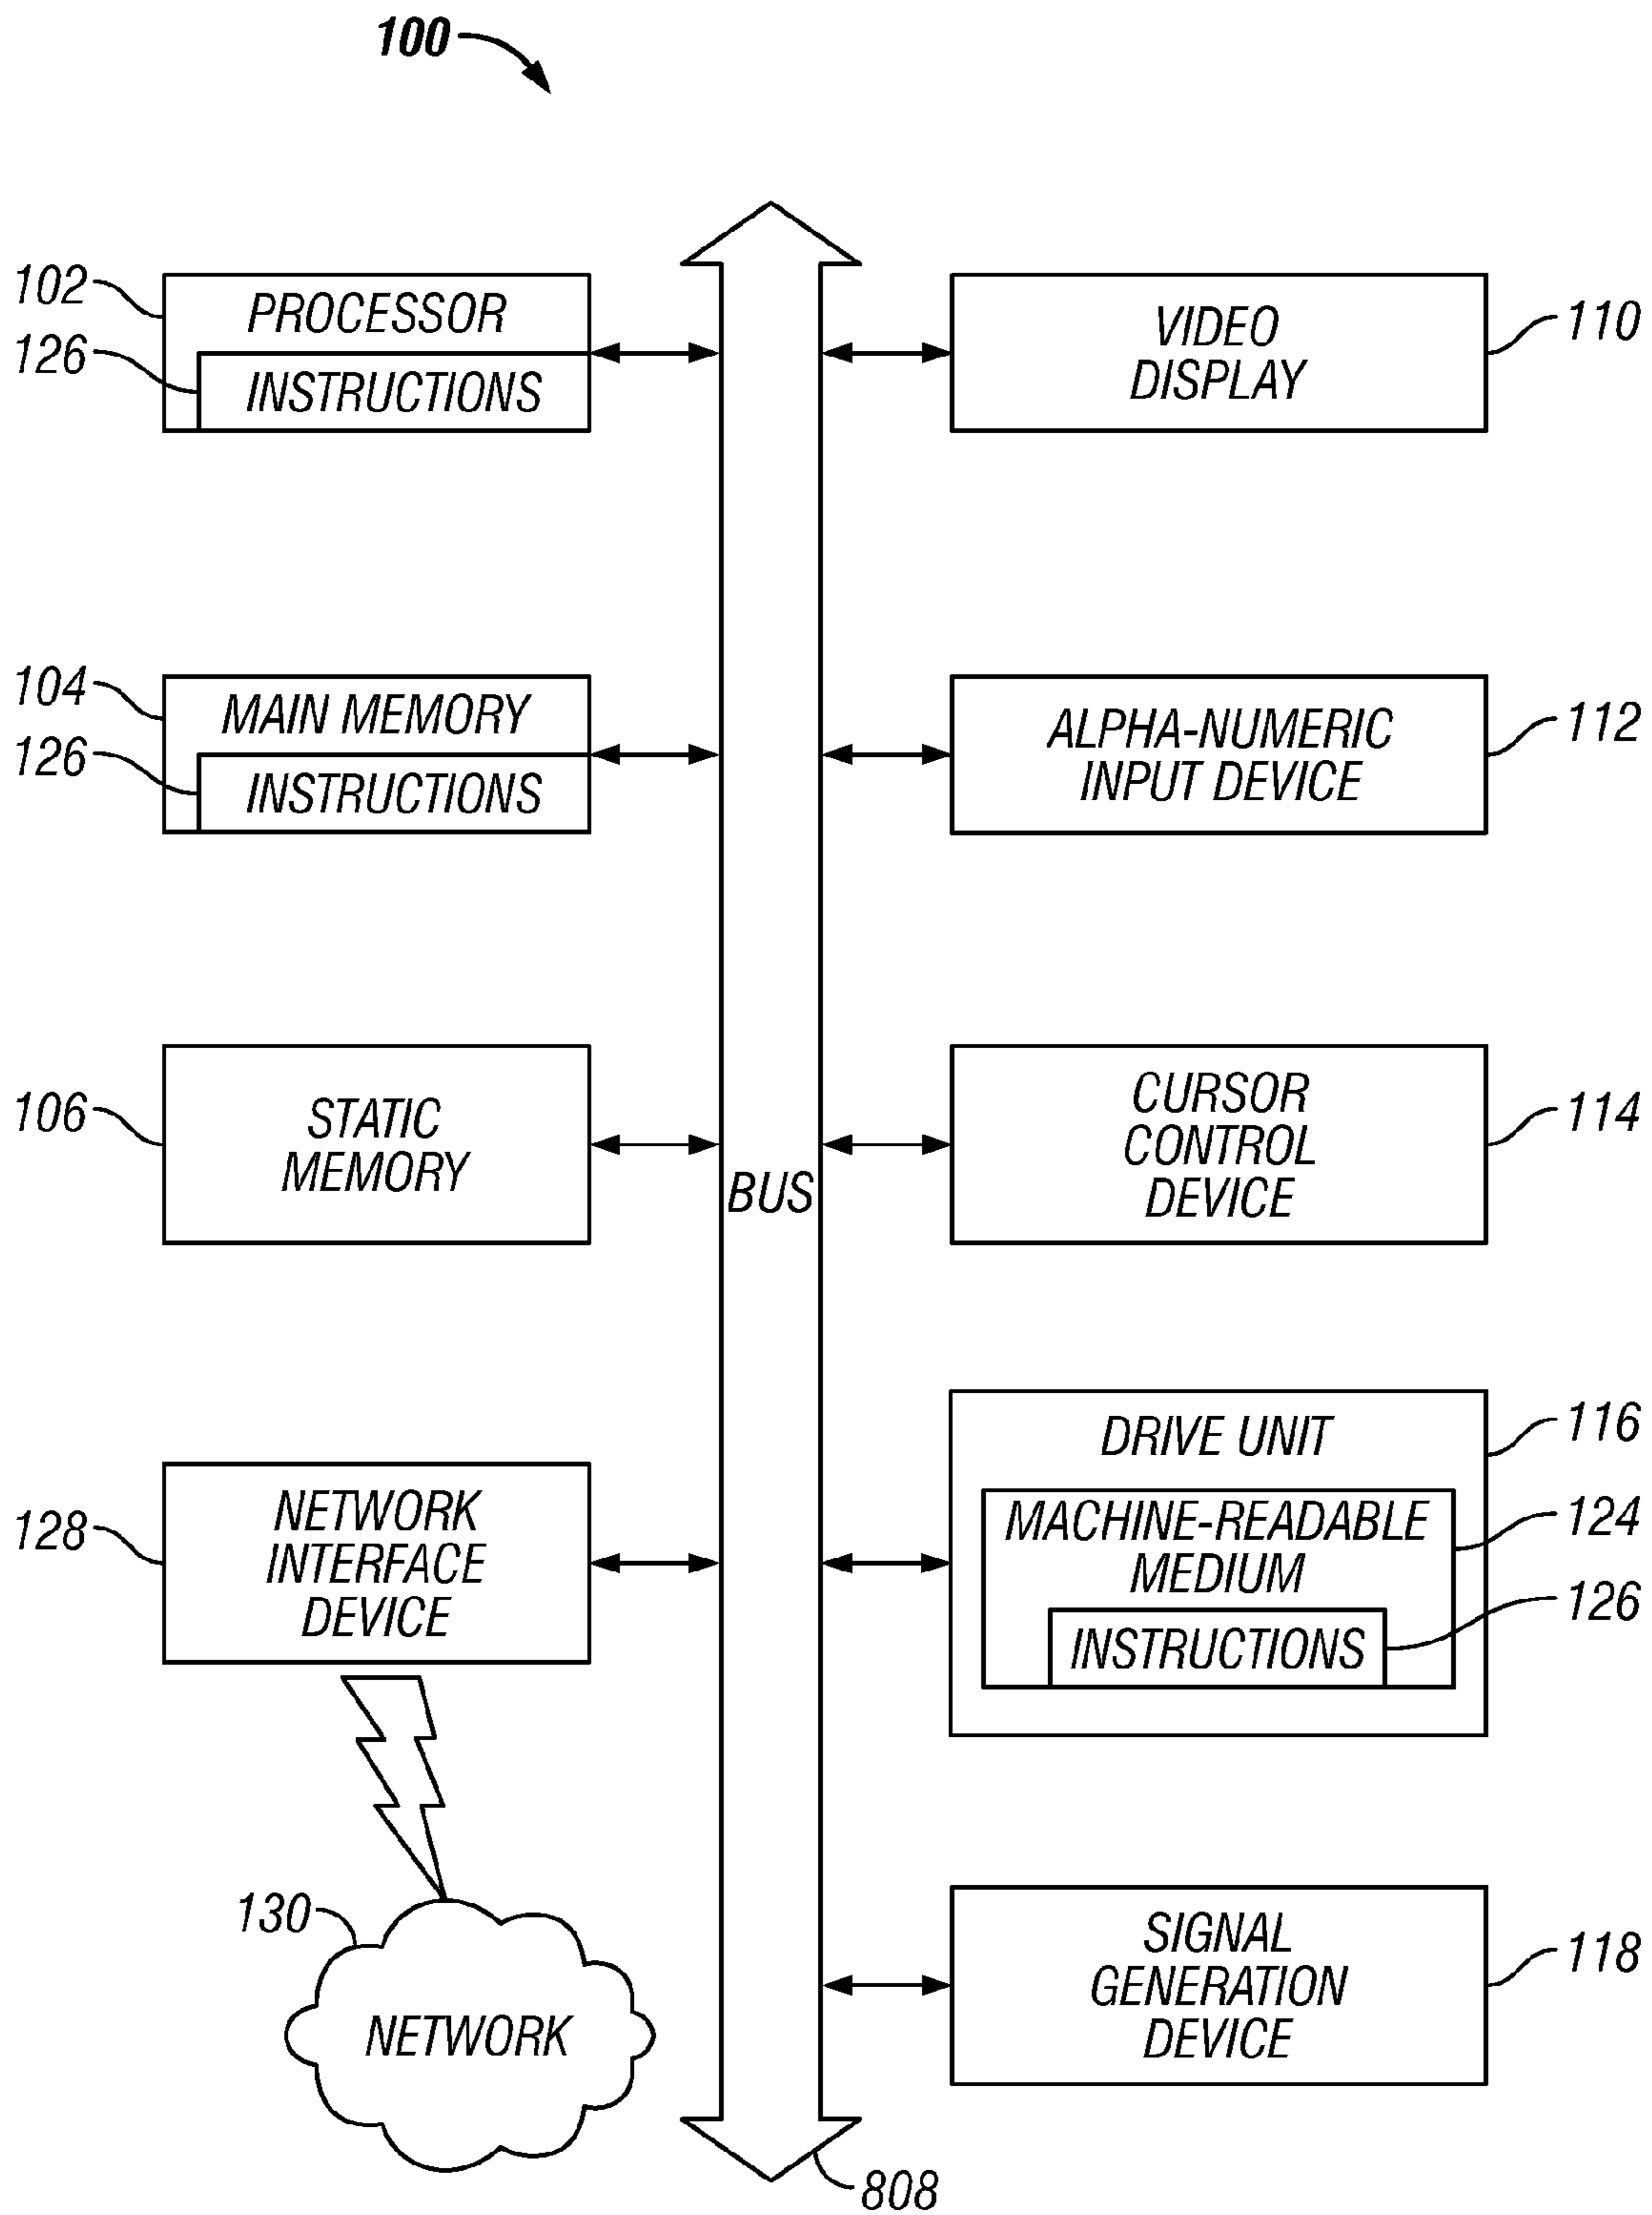 100
102
PROCESSOR
126
INSTRUCTIONS
VIDEO
DISPLAY
110
104
MAIN MEMORY
126
INSTRUCTIONS
ALPHA-NUMERIC
INPUT DEVICE
112
106
STATIC
MEMORY
BUS
CURSOR
CONTROL
DEVICE
114
128
NETWORK
INTERFACE
DEVICE
DRIVE UNIT
116
MACHINE-READABLE
MEDIUM
124
INSTRUCTIONS
126
130
NETWORK
SIGNAL
GENERATION
DEVICE
118
808